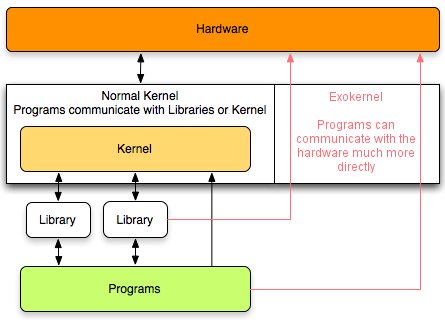 Hardware
Normal Kernel
Programs communicate with Libraries or Kernel
Kernel
Exokernel
Programs can
communicate with the
hardware much more
directly
Library
Library
Programs